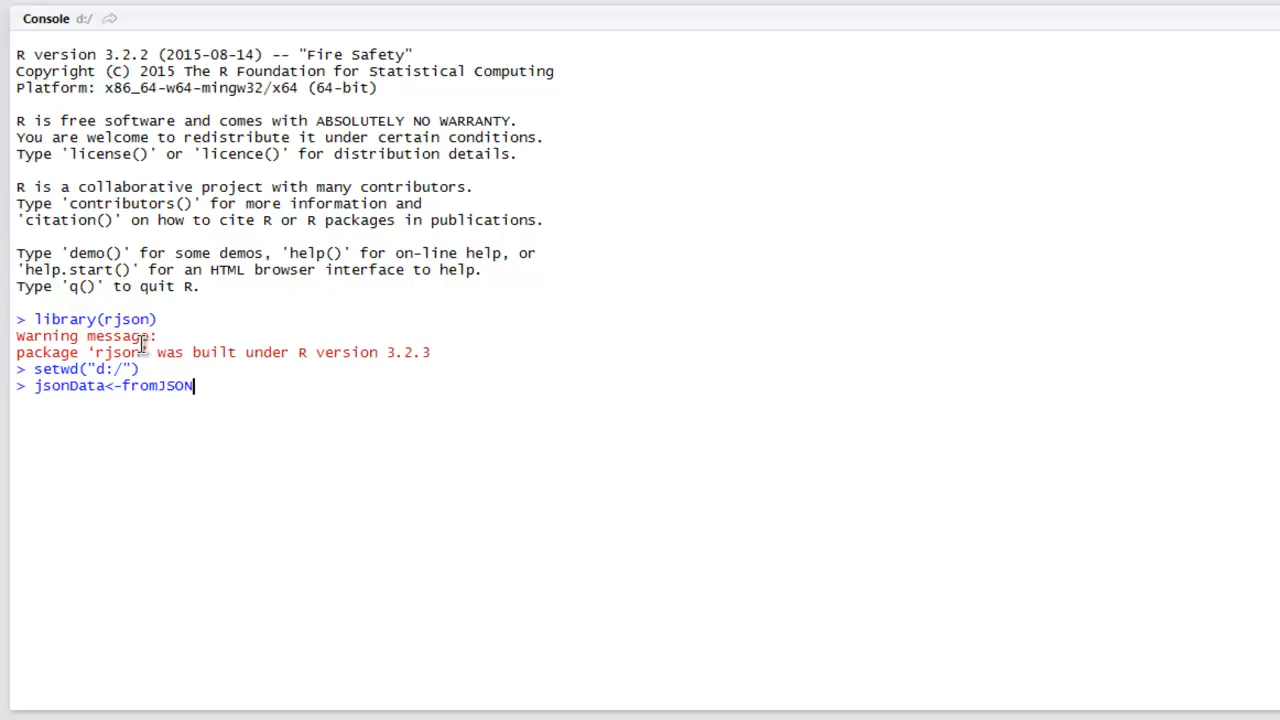 Console d:/
R version 3.2.2 (2015-08-14) -- "Fire Safety"
Copyright (C) 2015 The R Foundation for Statistical Computing
Platform: x86_64-w64-mingw32/x64 (64-bit)
R is free software and comes with ABSOLUTELY NO WARRANTY.
You are welcome to redistribute it under certain conditions.
Type 'license()' or 'licence()' for distribution details.
R is a collaborative project with many contributors.
Type 'contributors()' for more information and
'citation()' on how to cite R or R packages in publications.
Type 'demo()' for some demos, 'help()' for on-line help, or
'help.start()' for an HTML browser interface to help.
Type 'q()' to quit R.
> library(rjson)
Warning message:
package ‘rjson’ was built under R version 3.2.3
> setwd("d:/")
> jsonData<-fromJSON